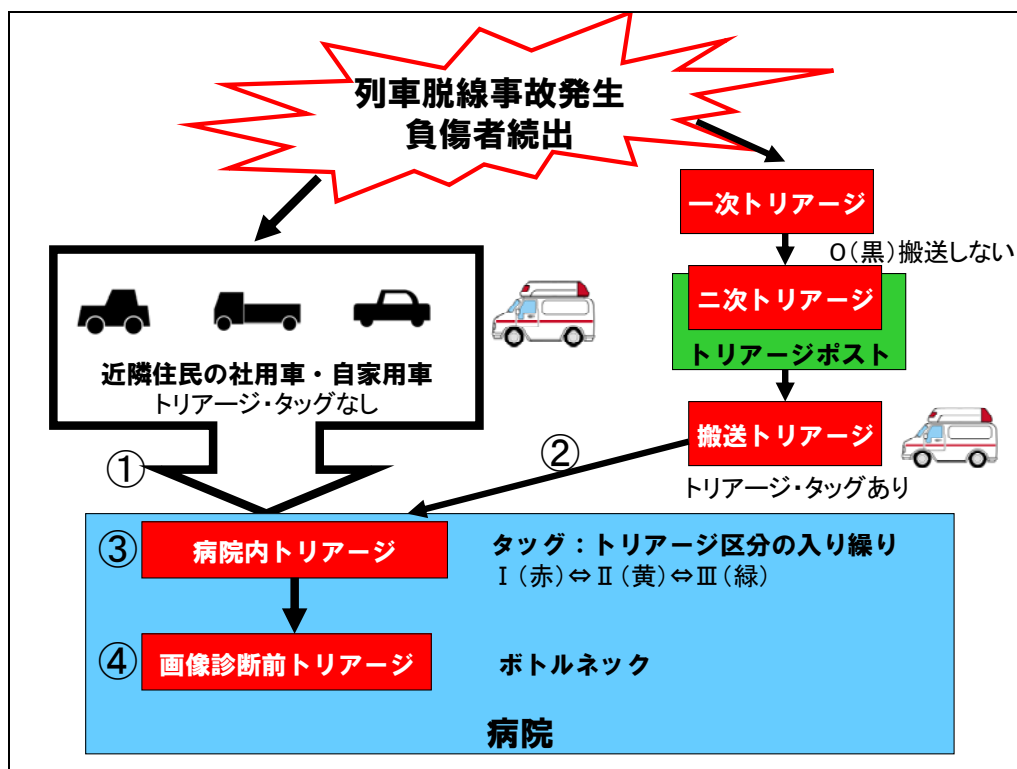 列車脱線事故発生
負傷者続出
一次トリアージ
0(黒)搬送しない
二次トリアージ
トリアージポスト
近隣住民の社用車・自家用車
トリアージ・タッグなし
搬送トリアージ
トリアージ・タッグあり
①
②
③
病院内トリアージ
タッグ：トリアージ区分の入り繰り
Ⅰ(赤)⇔Ⅱ(黄)⇔Ⅲ(緑)
④
画像診断前トリアージ
ボトルネック
病院